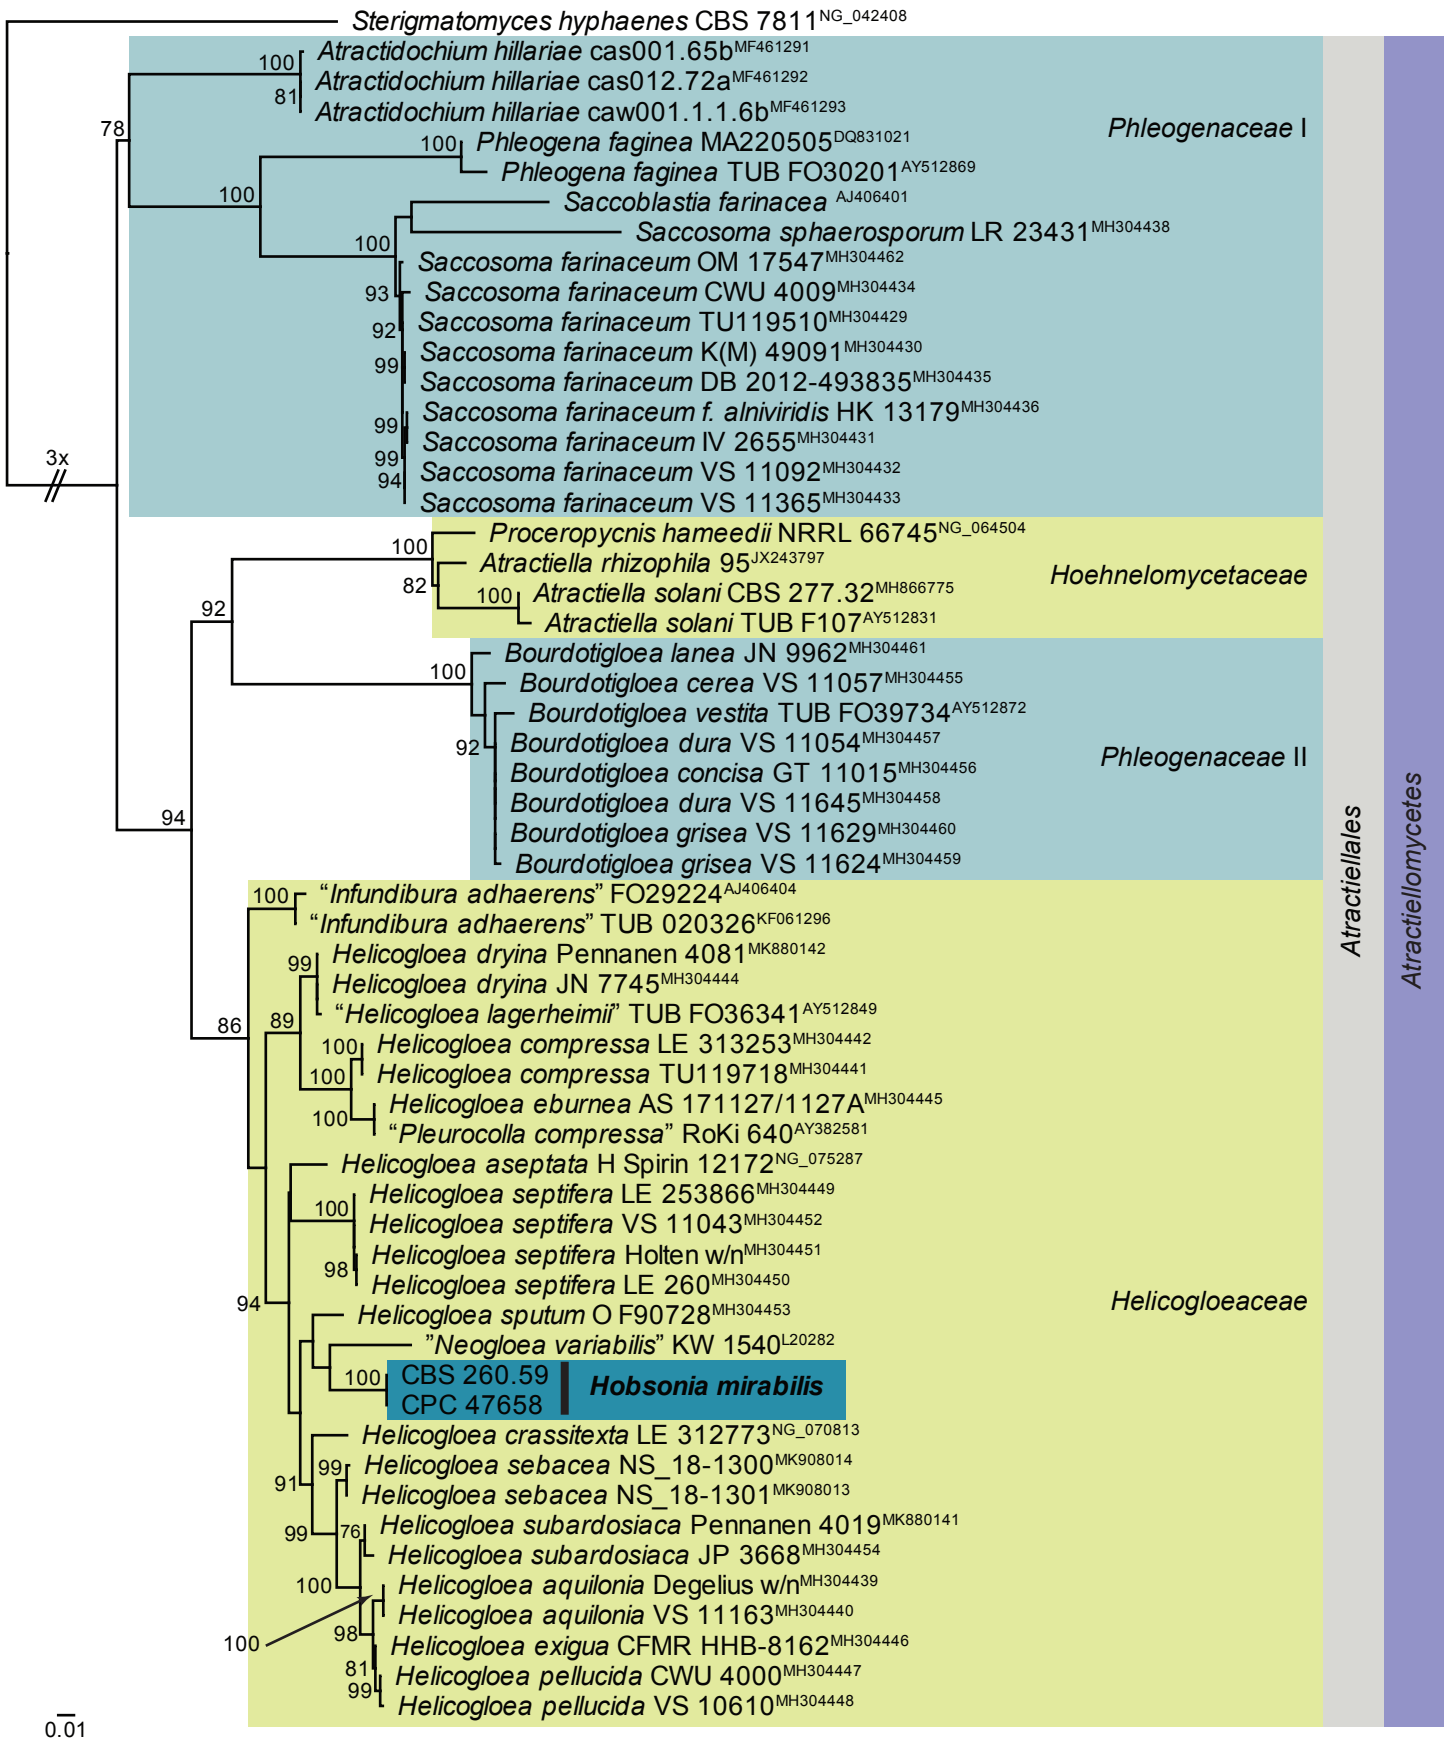 Sterigmatomyces hyphaenes CBS 7811NG_042408
Atractidochium hillariae cas001.65bMF461291
100
Atractidochium hillariae cas012.72aMF461292
81
Atractidochium hillariae caw001.1.1.6bMF461293
Phleogenaceae I
78
100
Phleogena faginea MA220505DQ831021
Phleogena faginea TUB FO30201AY512869
100
Saccoblastia farinacea AJ406401
Saccosoma sphaerosporum LR 23431MH304438
100
Saccosoma farinaceum OM 17547MH304462
93
Saccosoma farinaceum CWU 4009MH304434
92
Saccosoma farinaceum TU119510MH304429
Saccosoma farinaceum K(M) 49091MH304430
99
Saccosoma farinaceum DB 2012-493835MH304435
Saccosoma farinaceum f. alniviridis HK 13179MH304436
99
Saccosoma farinaceum IV 2655MH304431
99
3x
Saccosoma farinaceum VS 11092MH304432
94
Saccosoma farinaceum VS 11365MH304433
Proceropycnis hameedii NRRL 66745NG_064504
100
Atractiella rhizophila 95JX243797
Hoehnelomycetaceae
82
100
Atractiella solani CBS 277.32MH866775
92
Atractiella solani TUB F107AY512831
Bourdotigloea lanea JN 9962MH304461
100
Bourdotigloea cerea VS 11057MH304455
Bourdotigloea vestita TUB FO39734AY512872
92
Bourdotigloea dura VS 11054MH304457
Phleogenaceae II
Bourdotigloea concisa GT 11015MH304456
Bourdotigloea dura VS 11645MH304458
94
Bourdotigloea grisea VS 11629MH304460
Bourdotigloea grisea VS 11624MH304459
Atractiellales
Atractiellomycetes
100
“Infundibura adhaerens” FO29224AJ406404
“Infundibura adhaerens” TUB 020326KF061296
Helicogloea dryina Pennanen 4081MK880142
99
Helicogloea dryina JN 7745MH304444
“Helicogloea lagerheimii” TUB FO36341AY512849
86
89
100
Helicogloea compressa LE 313253MH304442
100
Helicogloea compressa TU119718MH304441
Helicogloea eburnea AS 171127/1127AMH304445
100
“Pleurocolla compressa” RoKi 640AY382581
Helicogloea aseptata H Spirin 12172NG_075287
Helicogloea septifera LE 253866MH304449
100
Helicogloea septifera VS 11043MH304452
Helicogloea septifera Holten w/nMH304451
98
Helicogloea septifera LE 260MH304450
94
Helicogloeaceae
Helicogloea sputum O F90728MH304453
”Neogloea variabilis” KW 1540L20282
100
CBS 260.59
Hobsonia mirabilis
CPC 47658
Helicogloea crassitexta LE 312773NG_070813
99
Helicogloea sebacea NS_18-1300MK908014
91
Helicogloea sebacea NS_18-1301MK908013
99
76
Helicogloea subardosiaca Pennanen 4019MK880141
Helicogloea subardosiaca JP 3668MH304454
100
Helicogloea aquilonia Degelius w/nMH304439
Helicogloea aquilonia VS 11163MH304440
100
98
Helicogloea exigua CFMR HHB-8162MH304446
81
Helicogloea pellucida CWU 4000MH304447
99
Helicogloea pellucida VS 10610MH304448
0.01